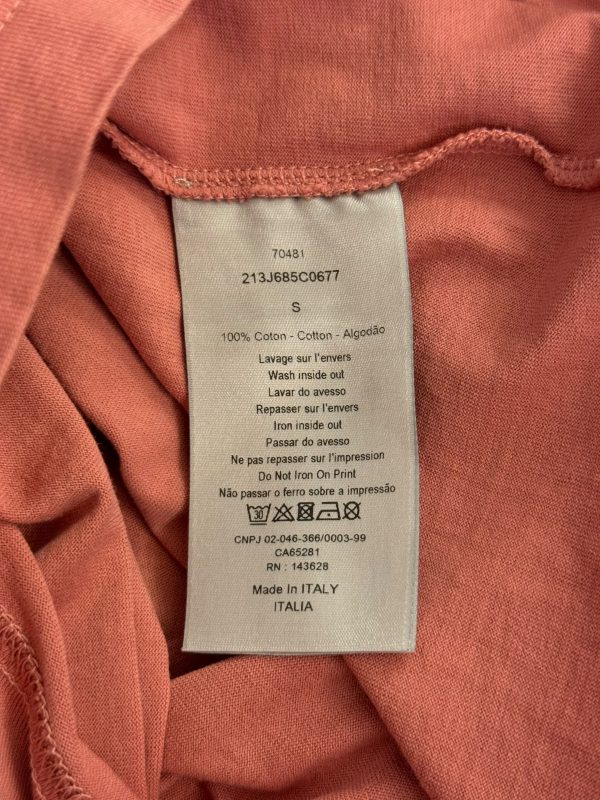 70481
213J685C0677
S
100% Coton - Cotton - Algodão
Lavage sur l'envers
Wash inside out
Lavar do avesso
Repasser sur l'envers
Iron inside out
Passar do avesso
Ne pas repasser sur l'impression
Do Not Iron On Print
Não passar o ferro sobre a impressão
30
CNPJ 02-046-366/0003-99
CA65281
RN : 143628
Made In ITALY
ITALIA